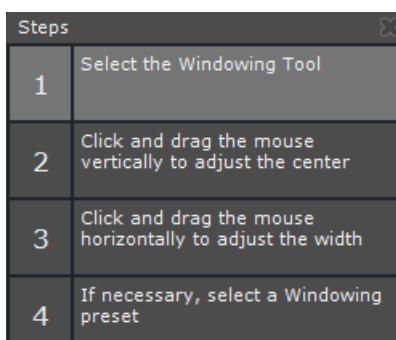 Steps
1
Select the Windowing Tool
2
Click and drag the mouse
vertically to adjust the center
3
Click and drag the mouse
horizontally to adjust the width
4
If necessary, select a Windowing
preset